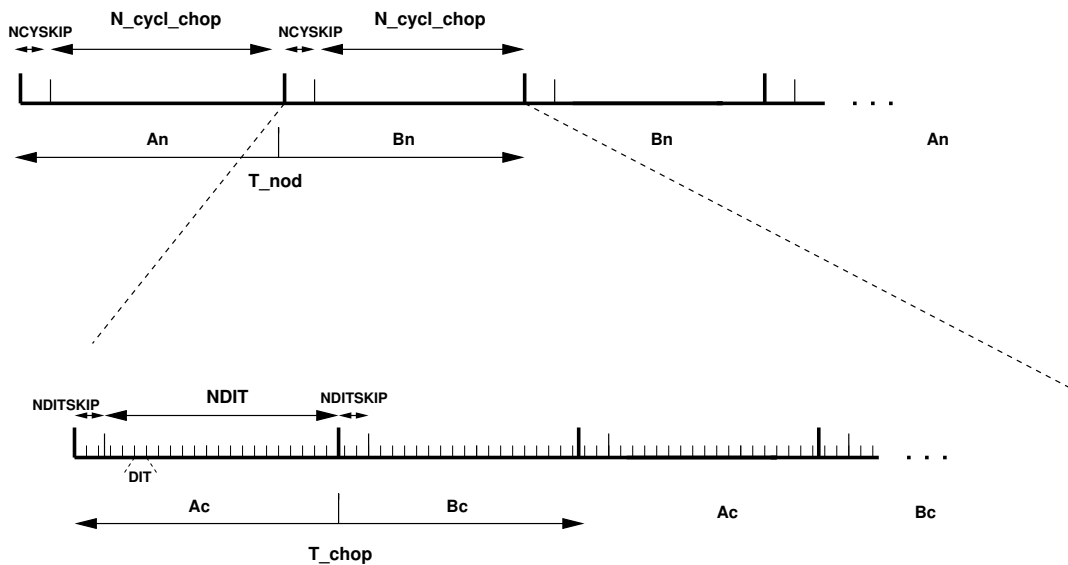 NCYSKIP N_cycl_chop NCYSKIP N_cycl_chop
An Bn Bn An
T_nod
NDITSKIP NDIT NDITSKIP
DIT
Ac Bc Ac Bc
T_chop